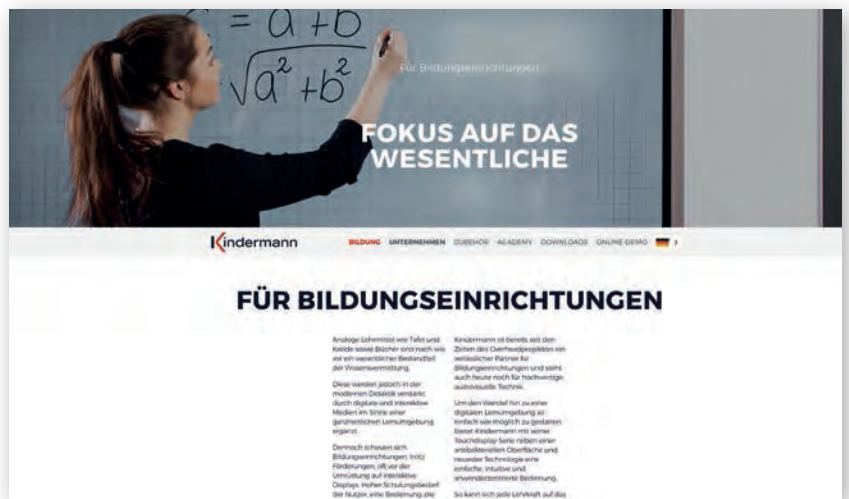 = a + b
√a² + b²
Für Bildungseinrichtungen
FOKUS AUF DAS
WESENTLICHE
Kindermann
BILDUNG UNTERNEHMEN ZUBEHÖR ACADEMY DOWNLOADS ONLINE-DEMO
FÜR BILDUNGSEINRICHTUNGEN
Analoge Lehrmittel wie Tafel und
Kreide sowie Bücher sind nach wie
vor ein wesentlicher Bestandteil
der Wissensvermittlung.
Diese werden jedoch in der
modernen Didaktik verstärkt
durch digitale und interaktive
Medien im Sinne einer
ganzheitlichen Lernumgebung
ergänzt.
Dennoch scheuen sich
Bildungseinrichtungen, trotz
Förderungen, oft vor der
Umrüstung auf interaktive
Displays. Hoher Schulungsbedarf
der Nutzer, eine Bedienung, die
Kindermann ist bereits seit den
Zeiten des Overheadprojektors ein
verlässlicher Partner für
Bildungseinrichtungen und steht
auch heute noch für hochwertige
audiovisuelle Technik.
Um den Wandel hin zu einer
digitalen Lernumgebung so
einfach wie möglich zu gestalten
bietet Kindermann mit seiner
Touchdisplay-Serie neben einer
antibakteriellen Oberfläche und
neuester Technologie eine
einfache, intuitive und
anwenderzentrierte Bedienung.
So kann sich jede Lehrkraft auf das